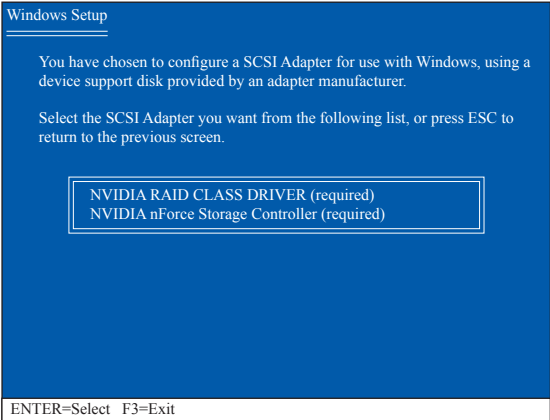 Windows Setup
You have chosen to configure a SCSI Adapter for use with Windows, using a
device support disk provided by an adapter manufacturer.
Select the SCSI Adapter you want from the following list, or press ESC to
return to the previous screen.
NVIDIA RAID CLASS DRIVER (required)
NVIDIA nForce Storage Controller (required)
ENTER=Select F3=Exit